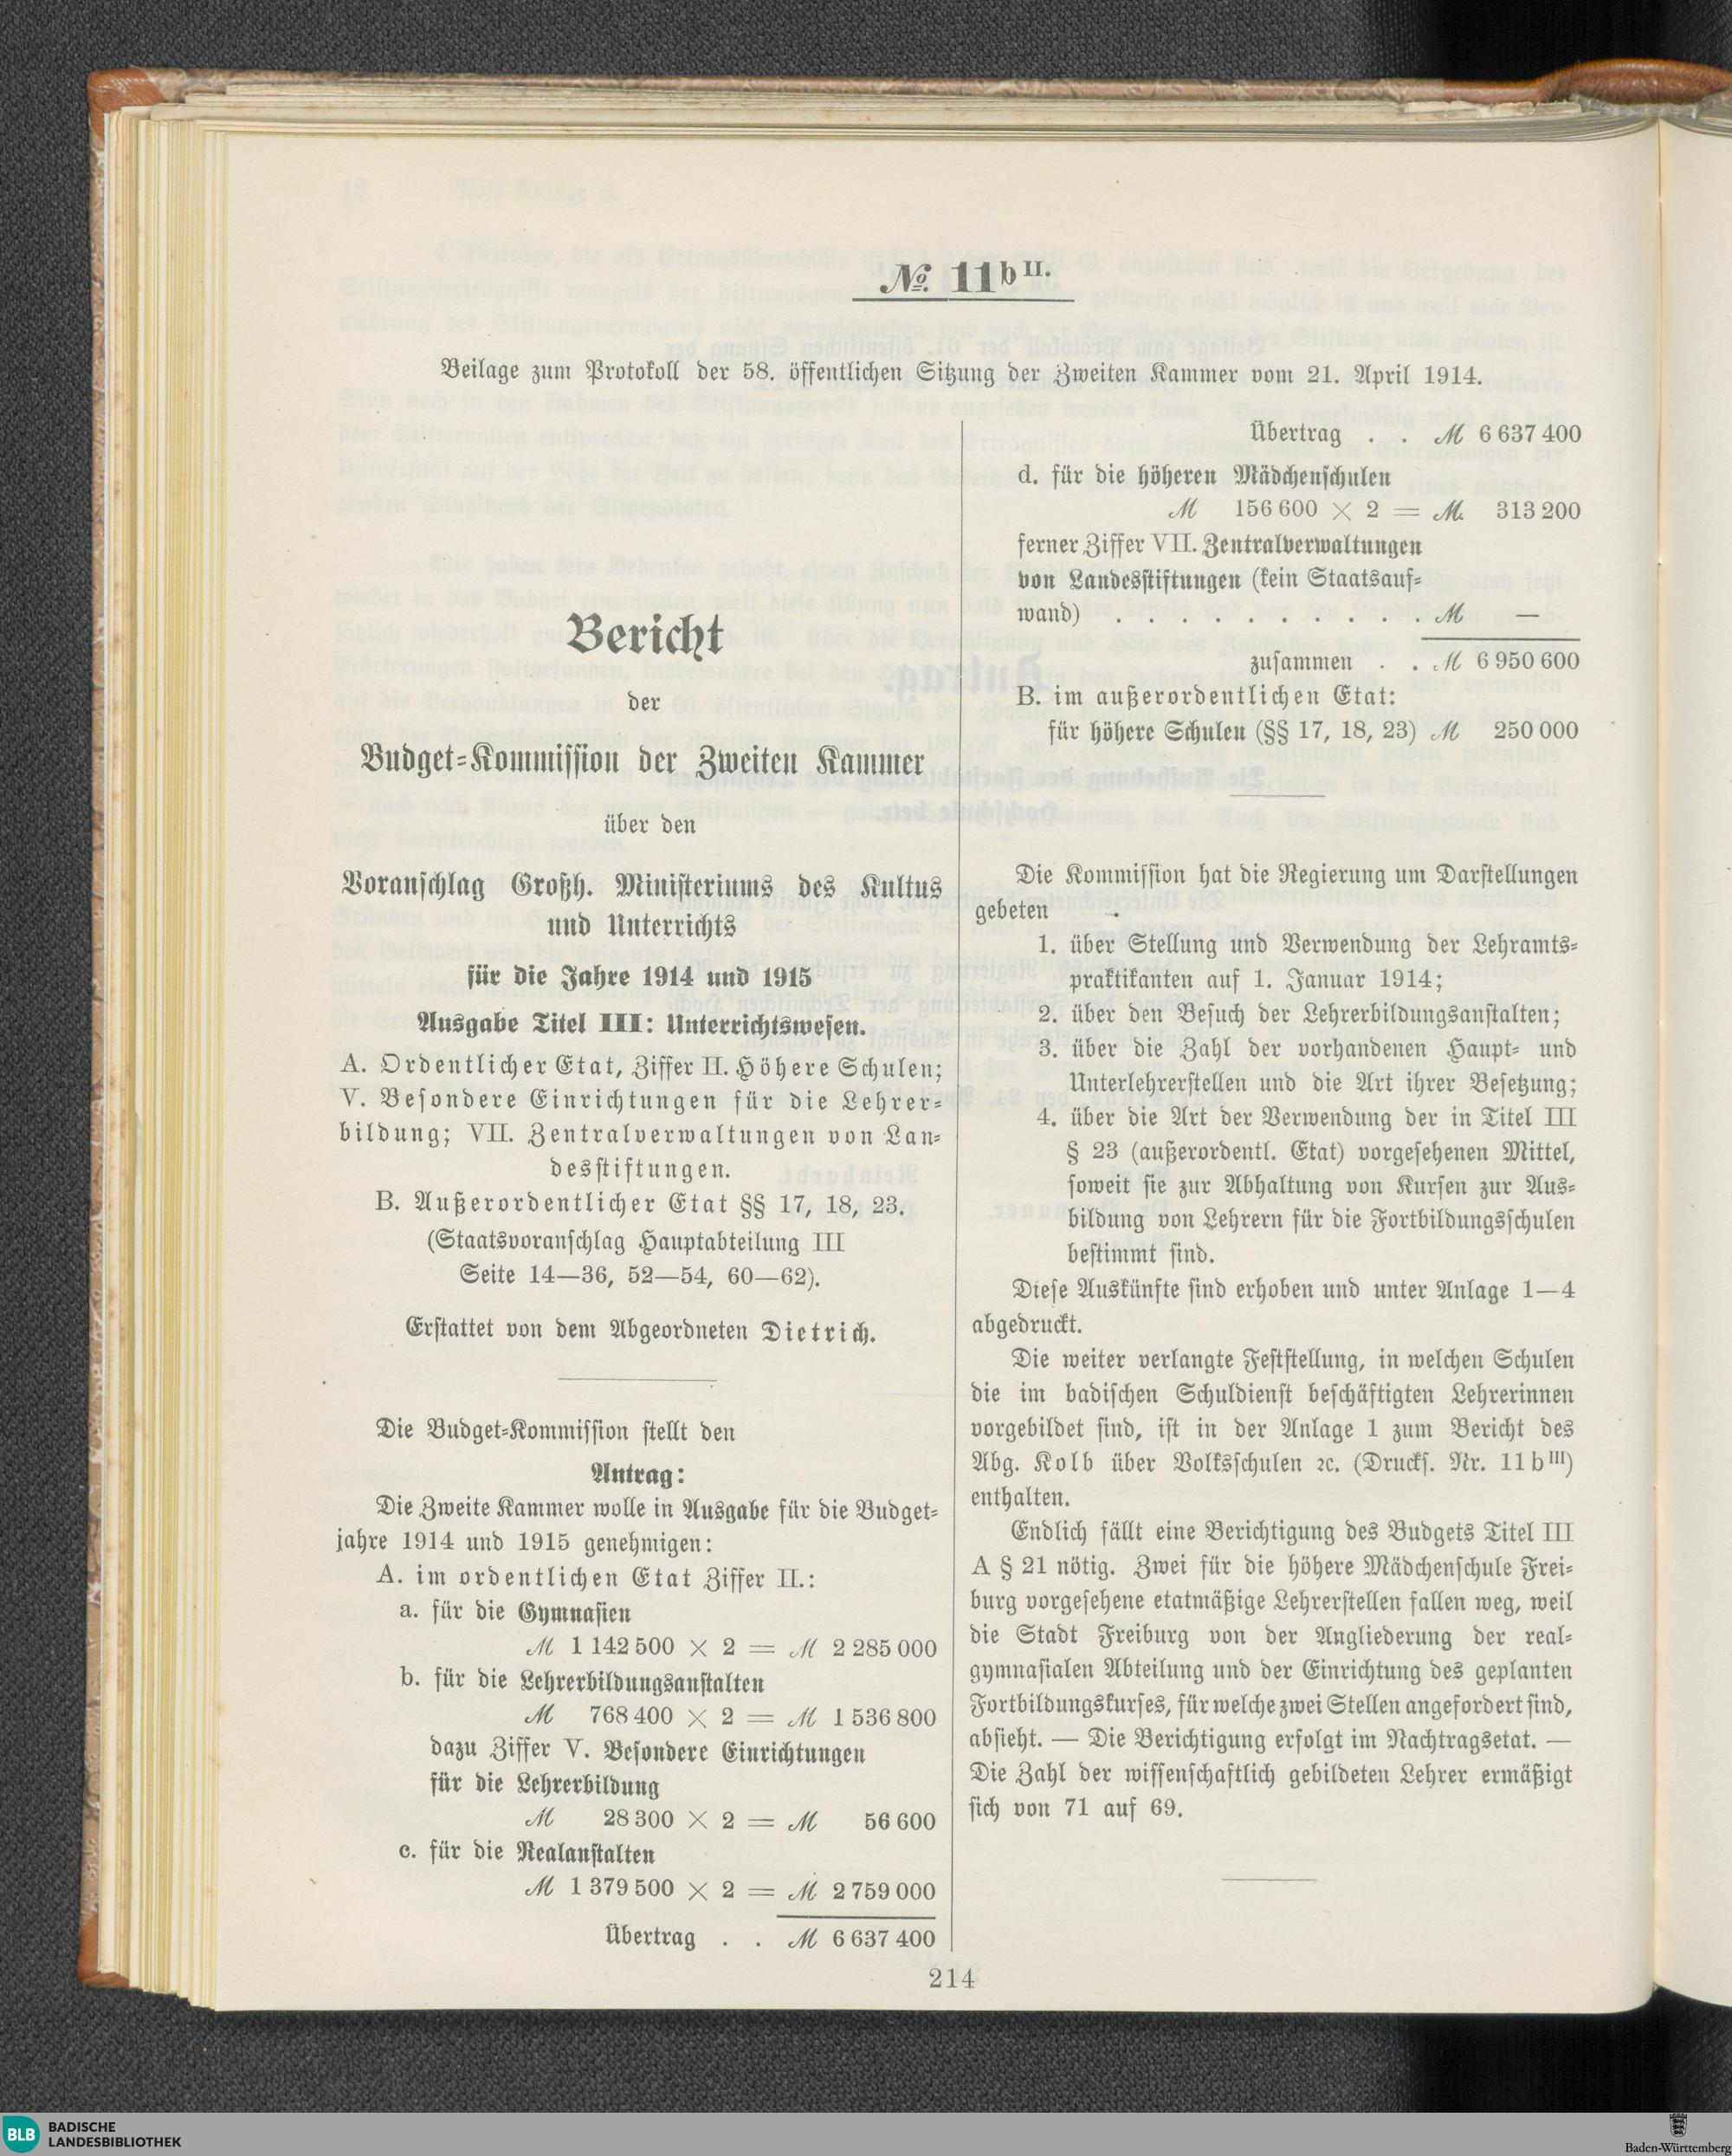 № 11b II.
Beilage zum Protokoll der 58. öffentlichen Sitzung der Zweiten Kammer vom 21. April 1914.
Bericht
der
Budget-Kommission der Zweiten Kammer
über den
Voranschlag Großh. Ministeriums des Kultus
und Unterrichts
für die Jahre 1914 und 1915
Ausgabe Titel III: Unterrichtswesen.
A. Ordentlicher Etat, Ziffer II. Höhere Schulen;
V. Besondere Einrichtungen für die Lehrer-
bildung; VII. Zentralverwaltungen von Lan-
desstiftungen.
B. Außerordentlicher Etat §§ 17, 18, 23.
(Staatsvoranschlag Hauptabteilung III
Seite 14—36, 52—54, 60—62).
Erstattet von dem Abgeordneten Dietrich.
Die Budget-Kommission stellt den
Antrag:
Die Zweite Kammer wolle in Ausgabe für die Budget-
jahre 1914 und 1915 genehmigen:
A. im ordentlichen Etat Ziffer II.:
a. für die Gymnasien
ℳ 1 142 500 × 2 = ℳ 2 285 000
b. für die Lehrerbildungsanstalten
ℳ 768 400 × 2 = ℳ 1 536 800
dazu Ziffer V. Besondere Einrichtungen
für die Lehrerbildung
ℳ 28 300 × 2 = ℳ 56 600
c. für die Realanstalten
ℳ 1 379 500 × 2 = ℳ 2 759 000
Übertrag . . ℳ 6 637 400
Übertrag . . ℳ 6 637 400
d. für die höheren Mädchenschulen
ℳ 156 600 × 2 = ℳ 313 200
ferner Ziffer VII. Zentralverwaltungen
von Landesstiftungen (kein Staatsauf-
wand) . . . . . . . . . . ℳ —
zusammen . . ℳ 6 950 600
B. im außerordentlichen Etat:
für höhere Schulen (§§ 17, 18, 23) ℳ 250 000
Die Kommission hat die Regierung um Darstellungen
gebeten
1. über Stellung und Verwendung der Lehramts-
praktikanten auf 1. Januar 1914;
2. über den Besuch der Lehrerbildungsanstalten;
3. über die Zahl der vorhandenen Haupt- und
Unterlehrerstellen und die Art ihrer Besetzung;
4. über die Art der Verwendung der in Titel III
§ 23 (außerordentl. Etat) vorgesehenen Mittel,
soweit sie zur Abhaltung von Kursen zur Aus-
bildung von Lehrern für die Fortbildungsschulen
bestimmt sind.
Diese Auskünfte sind erhoben und unter Anlage 1—4
abgedruckt.
Die weiter verlangte Feststellung, in welchen Schulen
die im badischen Schuldienst beschäftigten Lehrerinnen
vorgebildet sind, ist in der Anlage 1 zum Bericht des
Abg. Kolb über Volksschulen ꝛc. (Drucks. Nr. 11 b III)
enthalten.
Endlich fällt eine Berichtigung des Budgets Titel III
A § 21 nötig. Zwei für die höhere Mädchenschule Frei-
burg vorgesehene etatmäßige Lehrerstellen fallen weg, weil
die Stadt Freiburg von der Angliederung der real-
gymnasialen Abteilung und der Einrichtung des geplanten
Fortbildungskurses, für welche zwei Stellen angefordert sind,
absieht. — Die Berichtigung erfolgt im Nachtragsetat. —
Die Zahl der wissenschaftlich gebildeten Lehrer ermäßigt
sich von 71 auf 69.
214
BLB BADISCHE
LANDESBIBLIOTHEK
Baden-Württemberg